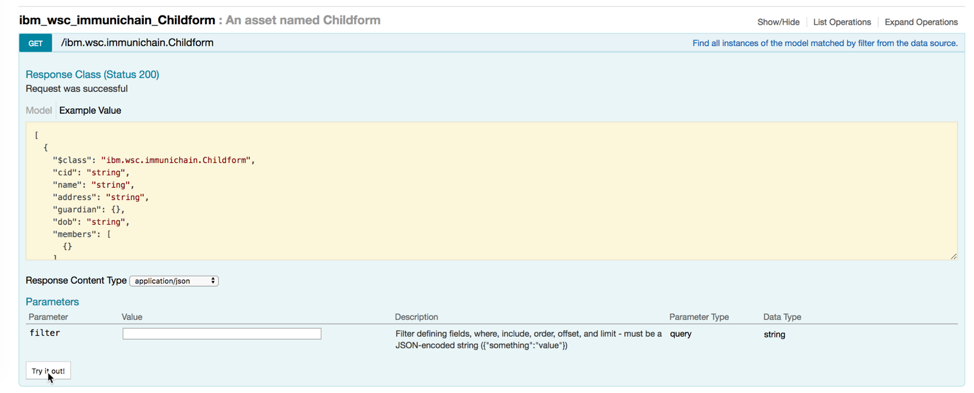 ibm_wsc_immunichain_Childform : An asset named Childform
Show/Hide | List Operations | Expand Operations
GET /ibm.wsc.immunichain.Childform Find all instances of the model matched by filter from the data source.
Response Class (Status 200)
Request was successful
Model | Example Value
[
{
"$class": "ibm.wsc.immunichain.Childform",
"cid": "string",
"name": "string",
"address": "string",
"guardian": {},
"dob": "string",
"members": [
{}
]
Response Content Type application/json
Parameters
Parameter Value Description Parameter Type Data Type
filter Filter defining fields, where, include, order, offset, and limit - must be a query string
JSON-encoded string ({"something":"value"})
Try it out!